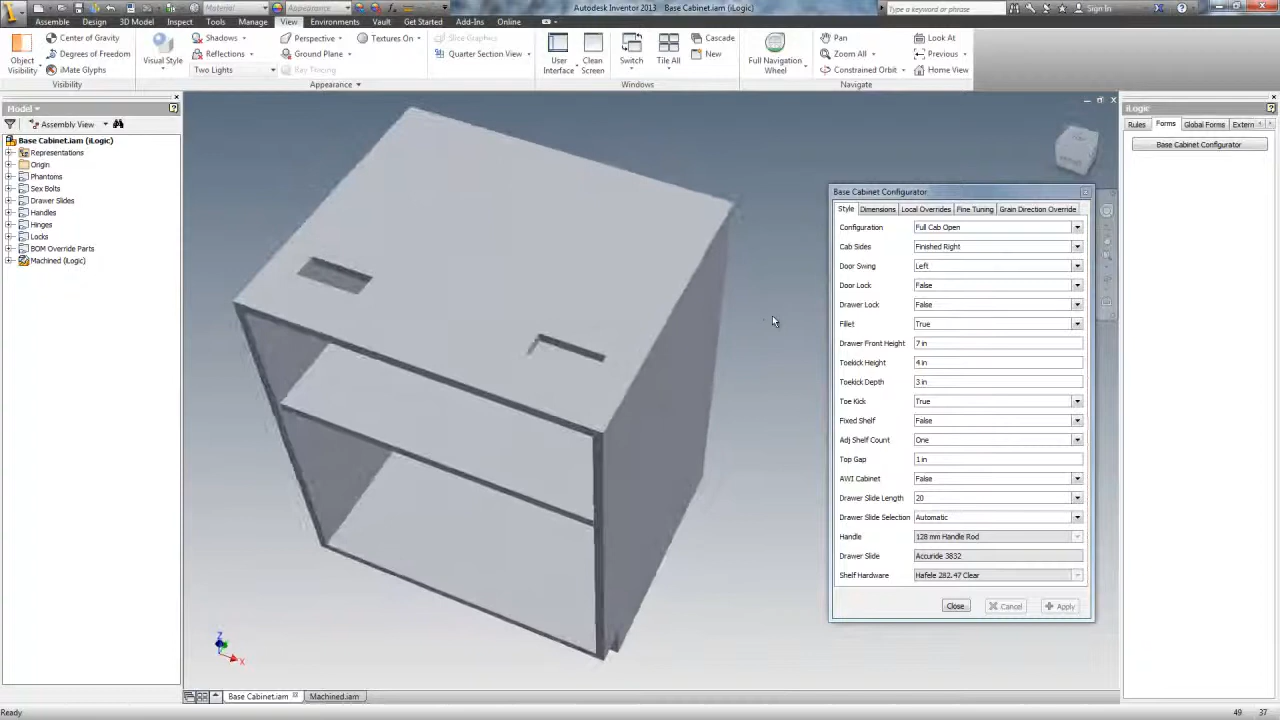 Material
Appearance
Autodesk Inventor 2013   Base Cabinet.iam (iLogic)
Type a keyword or phrase
Sign In
Assemble
Design
3D Model
Inspect
Tools
Manage
View
Environments
Vault
Get Started
Add-Ins
Online
Object Visibility
Center of Gravity
Degrees of Freedom
iMate Glyphs
Visual Style
Shadows
Reflections
Two Lights
Perspective
Ground Plane
Ray Tracing
Textures On
Slice Graphics
Quarter Section View
User Interface
Clean Screen
Switch
Tile All
Cascade
New
Full Navigation Wheel
Pan
Zoom All
Constrained Orbit
Look At
Previous
Home View
Visibility
Appearance
Windows
Navigate
Model
Assembly View
Base Cabinet.iam (iLogic)
Representations
Origin
Phantoms
Sex Bolts
Drawer Slides
Handles
Hinges
Locks
BOM Override Parts
Machined (Logic)
Z
X
Base Cabinet Configurator
Style
Dimensions
Local Overrides
Fine Tuning
Grain Direction Override
Configuration Full Cab Open
Cab Sides Finished Right
Door Swing Left
Door Lock False
Drawer Lock False
Fillet True
Drawer Front Height 7 in
Toekick Height 4 in
Toekick Depth 3 in
Toe Kick True
Fixed Shelf False
Adj Shelf Count One
Top Gap 1 in
AWI Cabinet False
Drawer Slide Length 20
Drawer Slide Selection Automatic
Handle 128 mm Handle Rod
Drawer Slide Accuride 3832
Shelf Hardware Hafele 282.47 Clear
Close
Cancel
Apply
iLogic
Rules
Forms
Global Forms
Extern
Base Cabinet Configurator
Base Cabinet.iam
Machined.iam
Ready
49
37